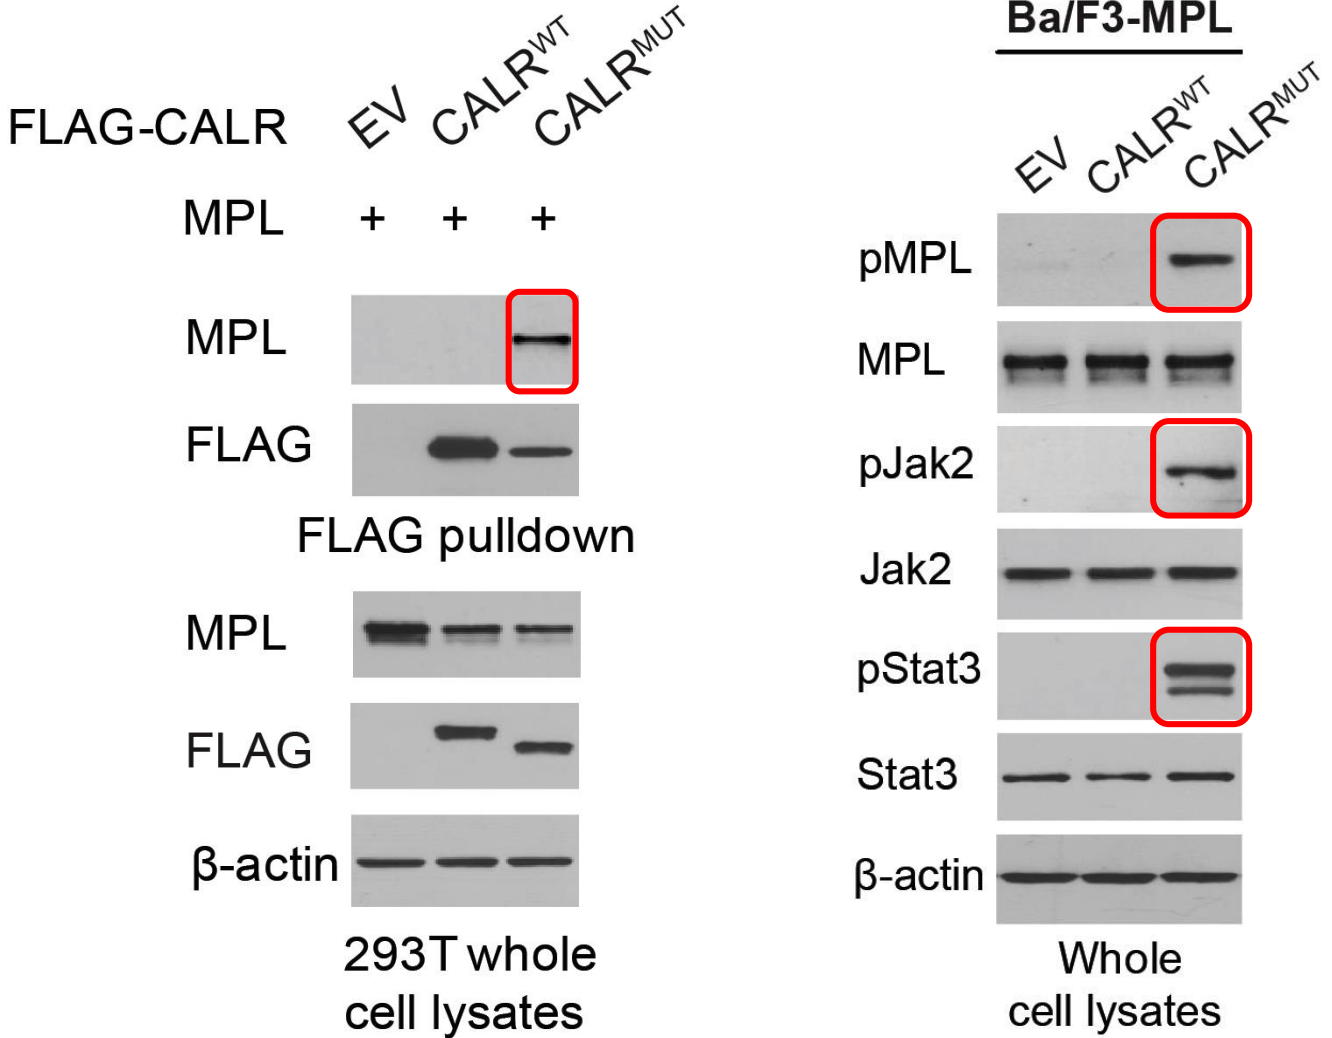 FLAG-CALR EV CALRWT CALRMUT
MPL + + +
MPL
FLAG
FLAG pulldown
MPL
FLAG
β-actin
293T whole
cell lysates
Ba/F3-MPL
EV CALRWT CALRMUT
pMPL
MPL
pJak2
Jak2
pStat3
Stat3
β-actin
Whole
cell lysates